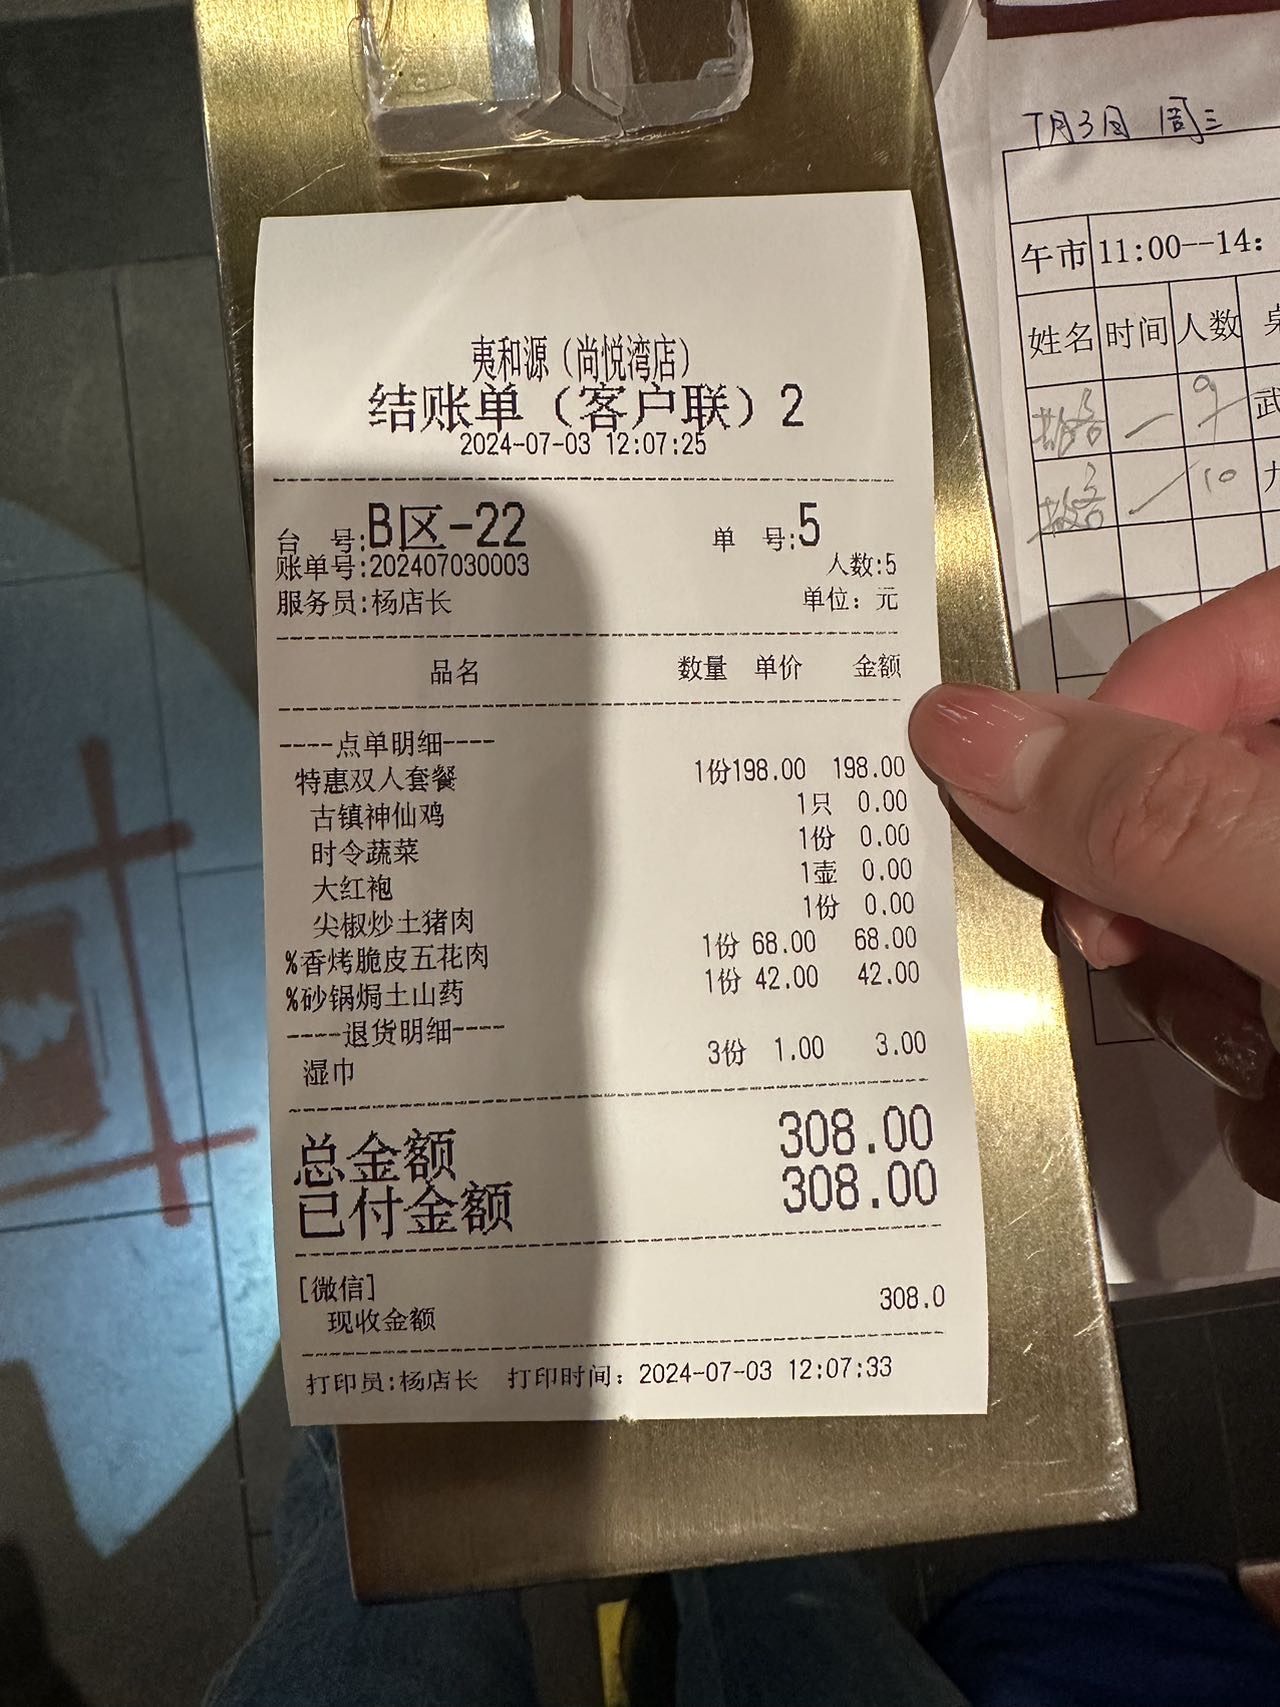 夷和源（尚悦湾店）
结账单（客户联）2
2024-07-03 12:07:25
台 号:B区-22 单 号:5
账单号:202407030003 人数:5
服务员:杨店长 单位：元
品名 数量 单价 金额
----点单明细----
特惠双人套餐 1份198.00 198.00
古镇神仙鸡 1只 0.00
时令蔬菜 1份 0.00
大红袍 1壶 0.00
尖椒炒土猪肉 1份 0.00
%香烤脆皮五花肉 1份 68.00 68.00
%砂锅焗土山药 1份 42.00 42.00
----退货明细----
湿巾 3份 1.00 3.00
总金额 308.00
已付金额 308.00
[微信]
现收金额 308.0
打印员:杨店长 打印时间：2024-07-03 12:07:33
7月3日 周三
午市 11:00--14:
姓名 时间 人数
9 武
10